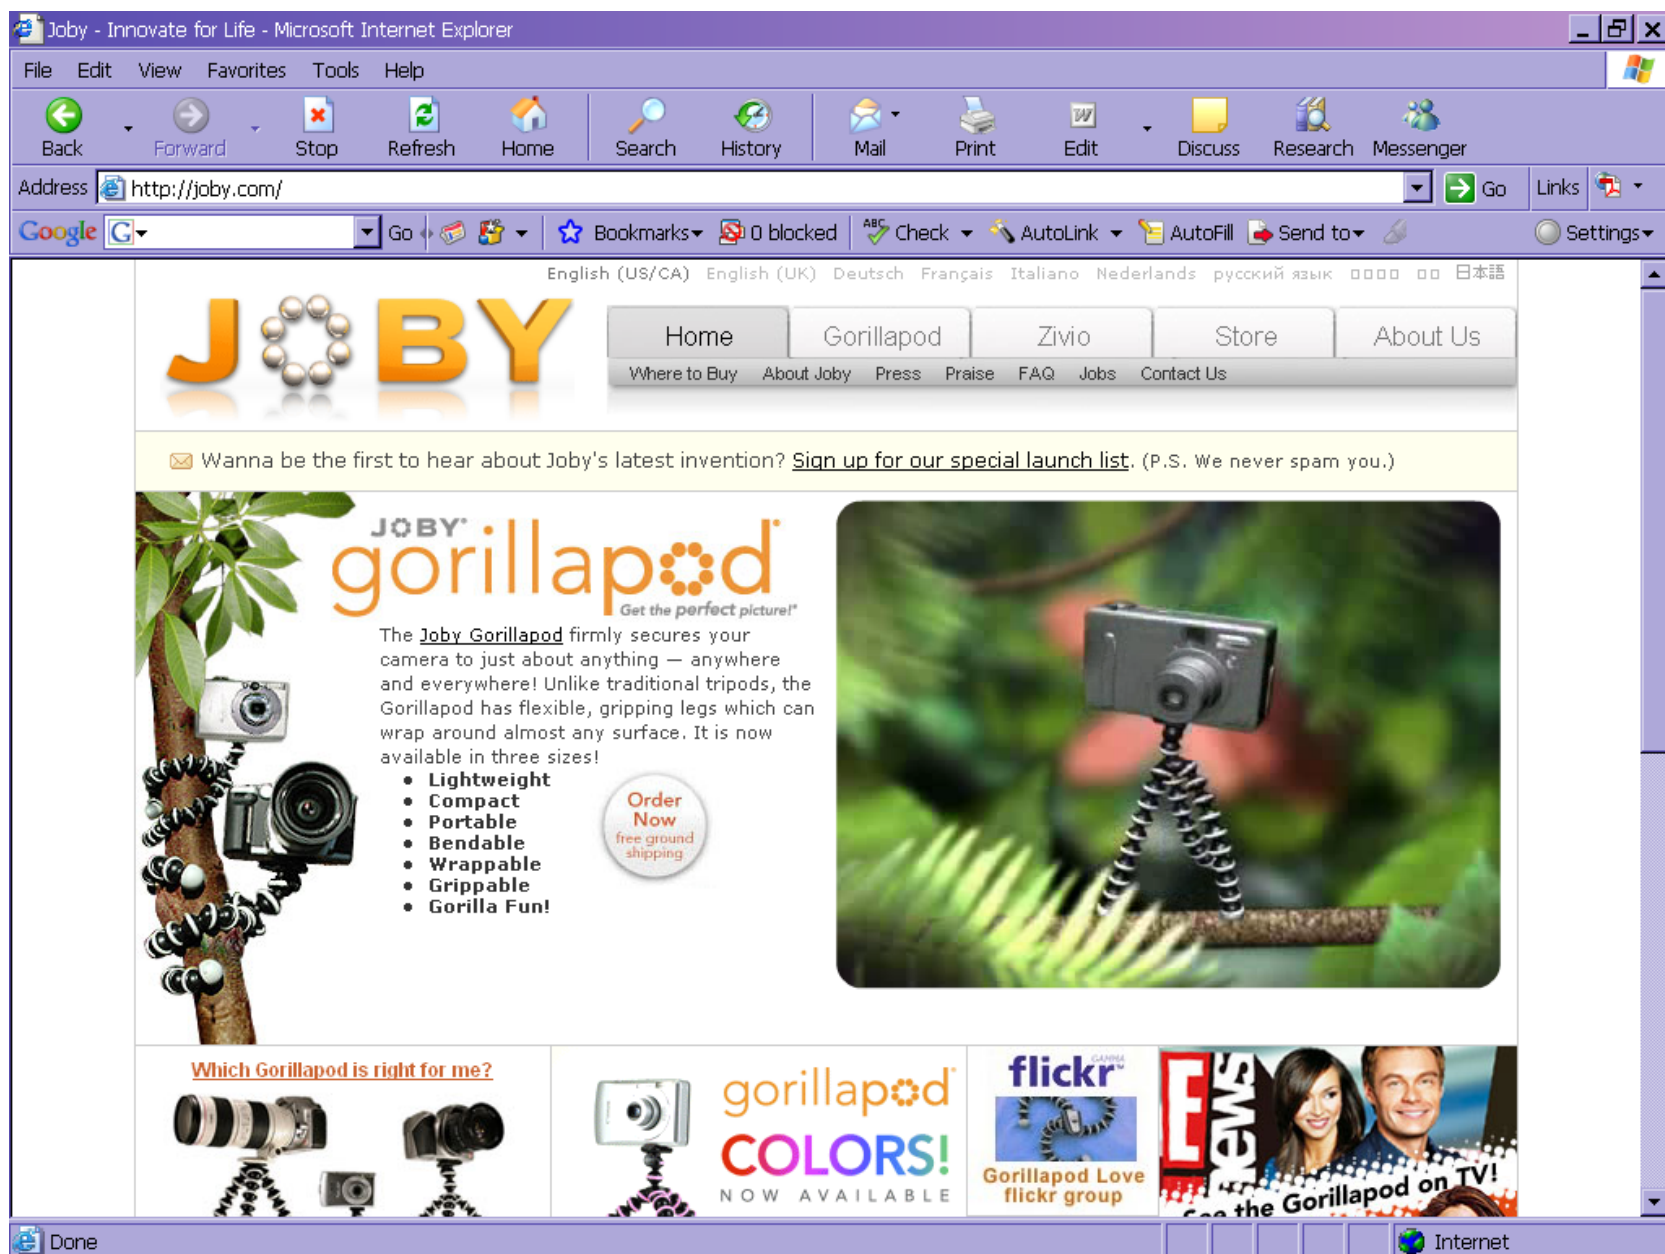 Joby - Innovate for Life - Microsoft Internet Explorer
File Edit View Favorites Tools Help
Back Forward Stop Refresh Home Search History Mail Print Edit Discuss Research Messenger
Address http://joby.com/ Go Links
Google Go Bookmarks 0 blocked Check AutoLink AutoFill Send to Settings
English (US/CA) English (UK) Deutsch Français Italiano Nederlands русский язык 日本語
JOBY
Home Gorillapod Zivio Store About Us
Where to Buy About Joby Press Praise FAQ Jobs Contact Us
Wanna be the first to hear about Joby's latest invention? Sign up for our special launch list. (P.S. We never spam you.)
JOBY
gorillapod
Get the perfect picture!
The Joby Gorillapod firmly secures your
camera to just about anything — anywhere
and everywhere! Unlike traditional tripods, the
Gorillapod has flexible, gripping legs which can
wrap around almost any surface. It is now
available in three sizes!
• Lightweight
• Compact
• Portable
• Bendable
• Wrappable
• Grippable
• Gorilla Fun!
Order
Now
free ground
shipping
Which Gorillapod is right for me?
gorillapod
COLORS!
NOW AVAILABLE
flickr GAMMA
Gorillapod Love
flickr group
E NEWS
See the Gorillapod on TV!
Done Internet